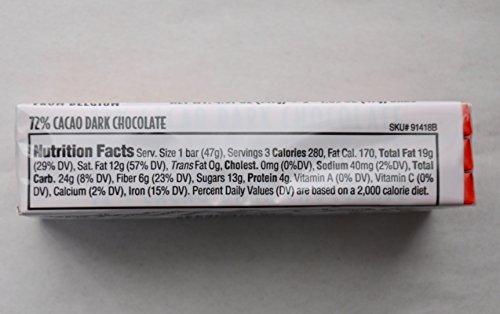 FROM BELGIUM
72% CACAO DARK CHOCOLATE
SKU# 91418B
Nutrition Facts Serv. Size 1 bar (47g), Servings 3 Calories 280, Fat Cal. 170, Total Fat 19g
(29% DV), Sat. Fat 12g (57% DV), Trans Fat 0g, Cholest. 0mg (0%DV), Sodium 40mg (2%DV), Total
Carb. 24g (8% DV), Fiber 6g (23% DV), Sugars 13g, Protein 4g. Vitamin A (0% DV), Vitamin C (0%
DV), Calcium (2% DV), Iron (15% DV). Percent Daily Values (DV) are based on a 2,000 calorie diet.